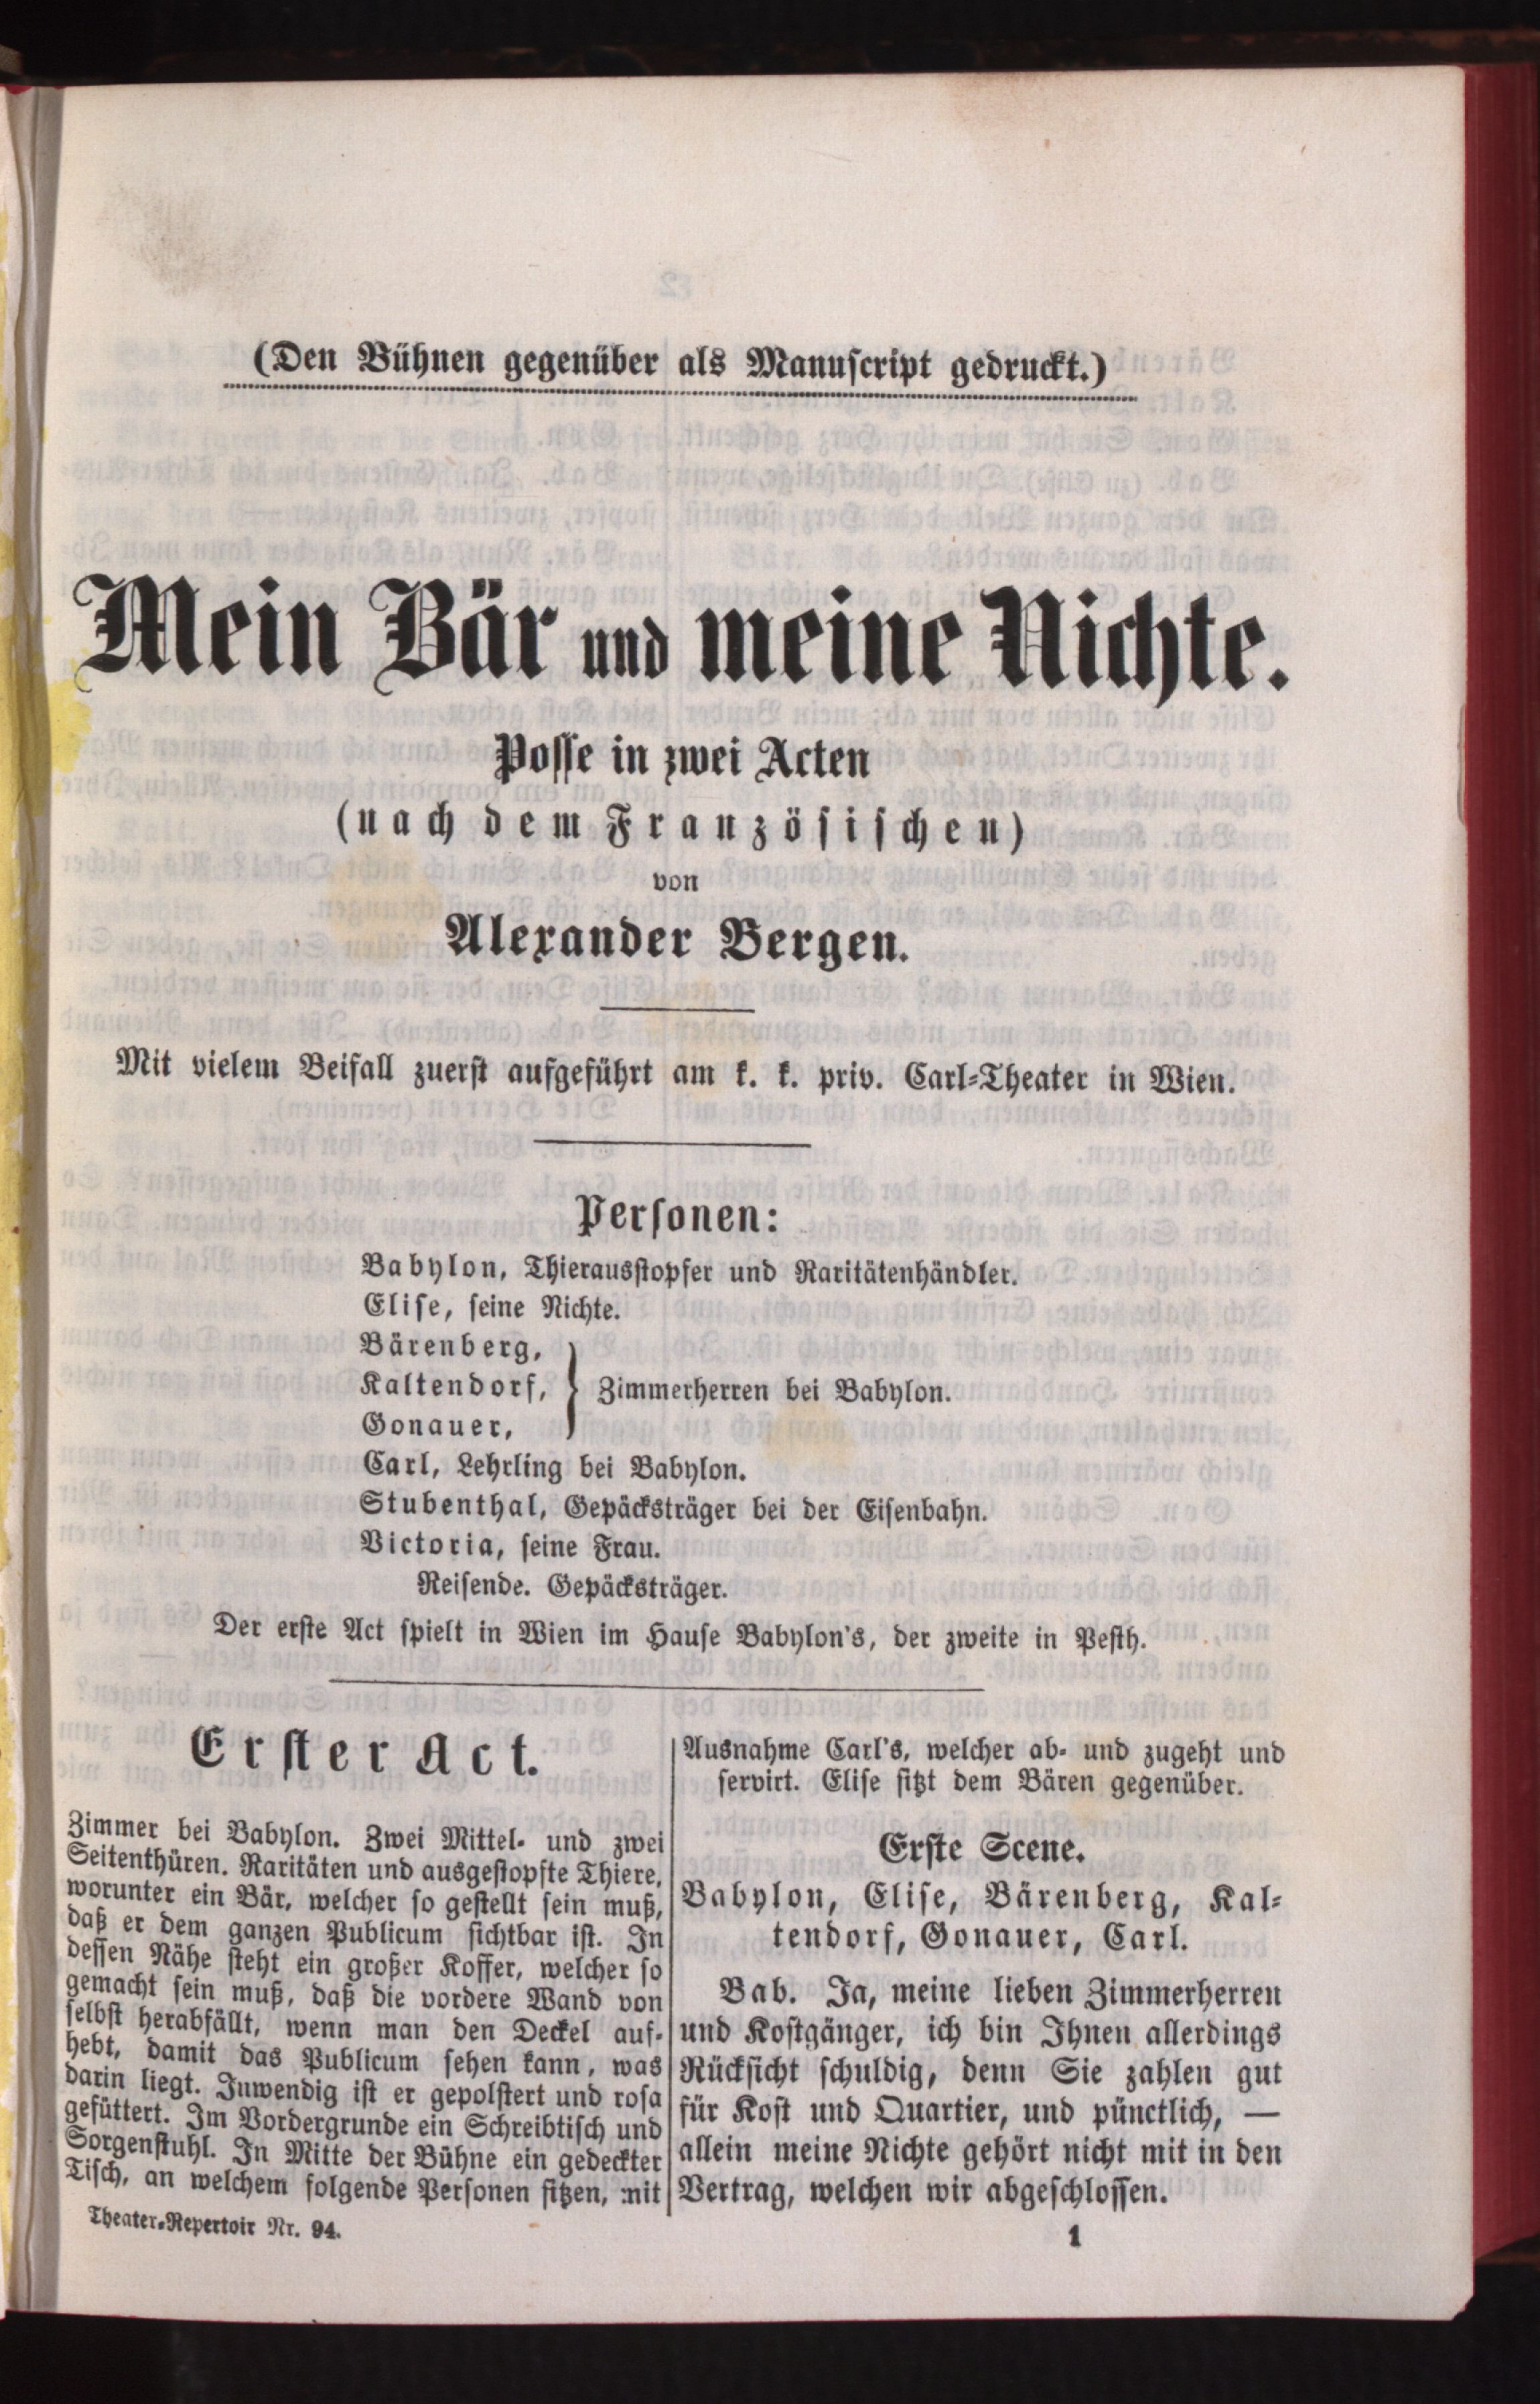 (Den Bühnen gegenüber als Manuscript gedruckt.)
Mein Bär und meine Nichte.
Posse in zwei Acten
(nach dem Französischen)
von
Alexander Bergen.
Mit vielem Beifall zuerst aufgeführt am k. k. priv. Carl-Theater in Wien.
Personen:
Babylon, Thierausstopfer und Raritätenhändler.
Elise, seine Nichte.
Bärenberg,
Kaltendorf, } Zimmerherren bei Babylon.
Gonauer,
Carl, Lehrling bei Babylon.
Stubenthal, Gepäcksträger bei der Eisenbahn.
Victoria, seine Frau.
Reisende. Gepäcksträger.
Der erste Act spielt in Wien im Hause Babylon's, der zweite in Pesth.
Erster Act.
Zimmer bei Babylon. Zwei Mittel- und zwei
Seitenthüren. Raritäten und ausgestopfte Thiere,
worunter ein Bär, welcher so gestellt sein muß,
daß er dem ganzen Publicum sichtbar ist. In
dessen Nähe steht ein großer Koffer, welcher so
gemacht sein muß, daß die vordere Wand von
selbst herabfällt, wenn man den Deckel auf-
hebt, damit das Publicum sehen kann, was
darin liegt. Inwendig ist er gepolstert und rosa
gefüttert. Im Vordergrunde ein Schreibtisch und
Sorgenstuhl. In Mitte der Bühne ein gedeckter
Tisch, an welchem folgende Personen sitzen, mit
Theater-Repertoir Nr. 94.
Ausnahme Carl's, welcher ab- und zugeht und
servirt. Elise sitzt dem Bären gegenüber.
Erste Scene.
Babylon, Elise, Bärenberg, Kal-
tendorf, Gonauer, Carl.
Bab. Ja, meine lieben Zimmerherren
und Kostgänger, ich bin Ihnen allerdings
Rücksicht schuldig, denn Sie zahlen gut
für Kost und Quartier, und pünctlich, —
allein meine Nichte gehört nicht mit in den
Vertrag, welchen wir abgeschlossen.
1